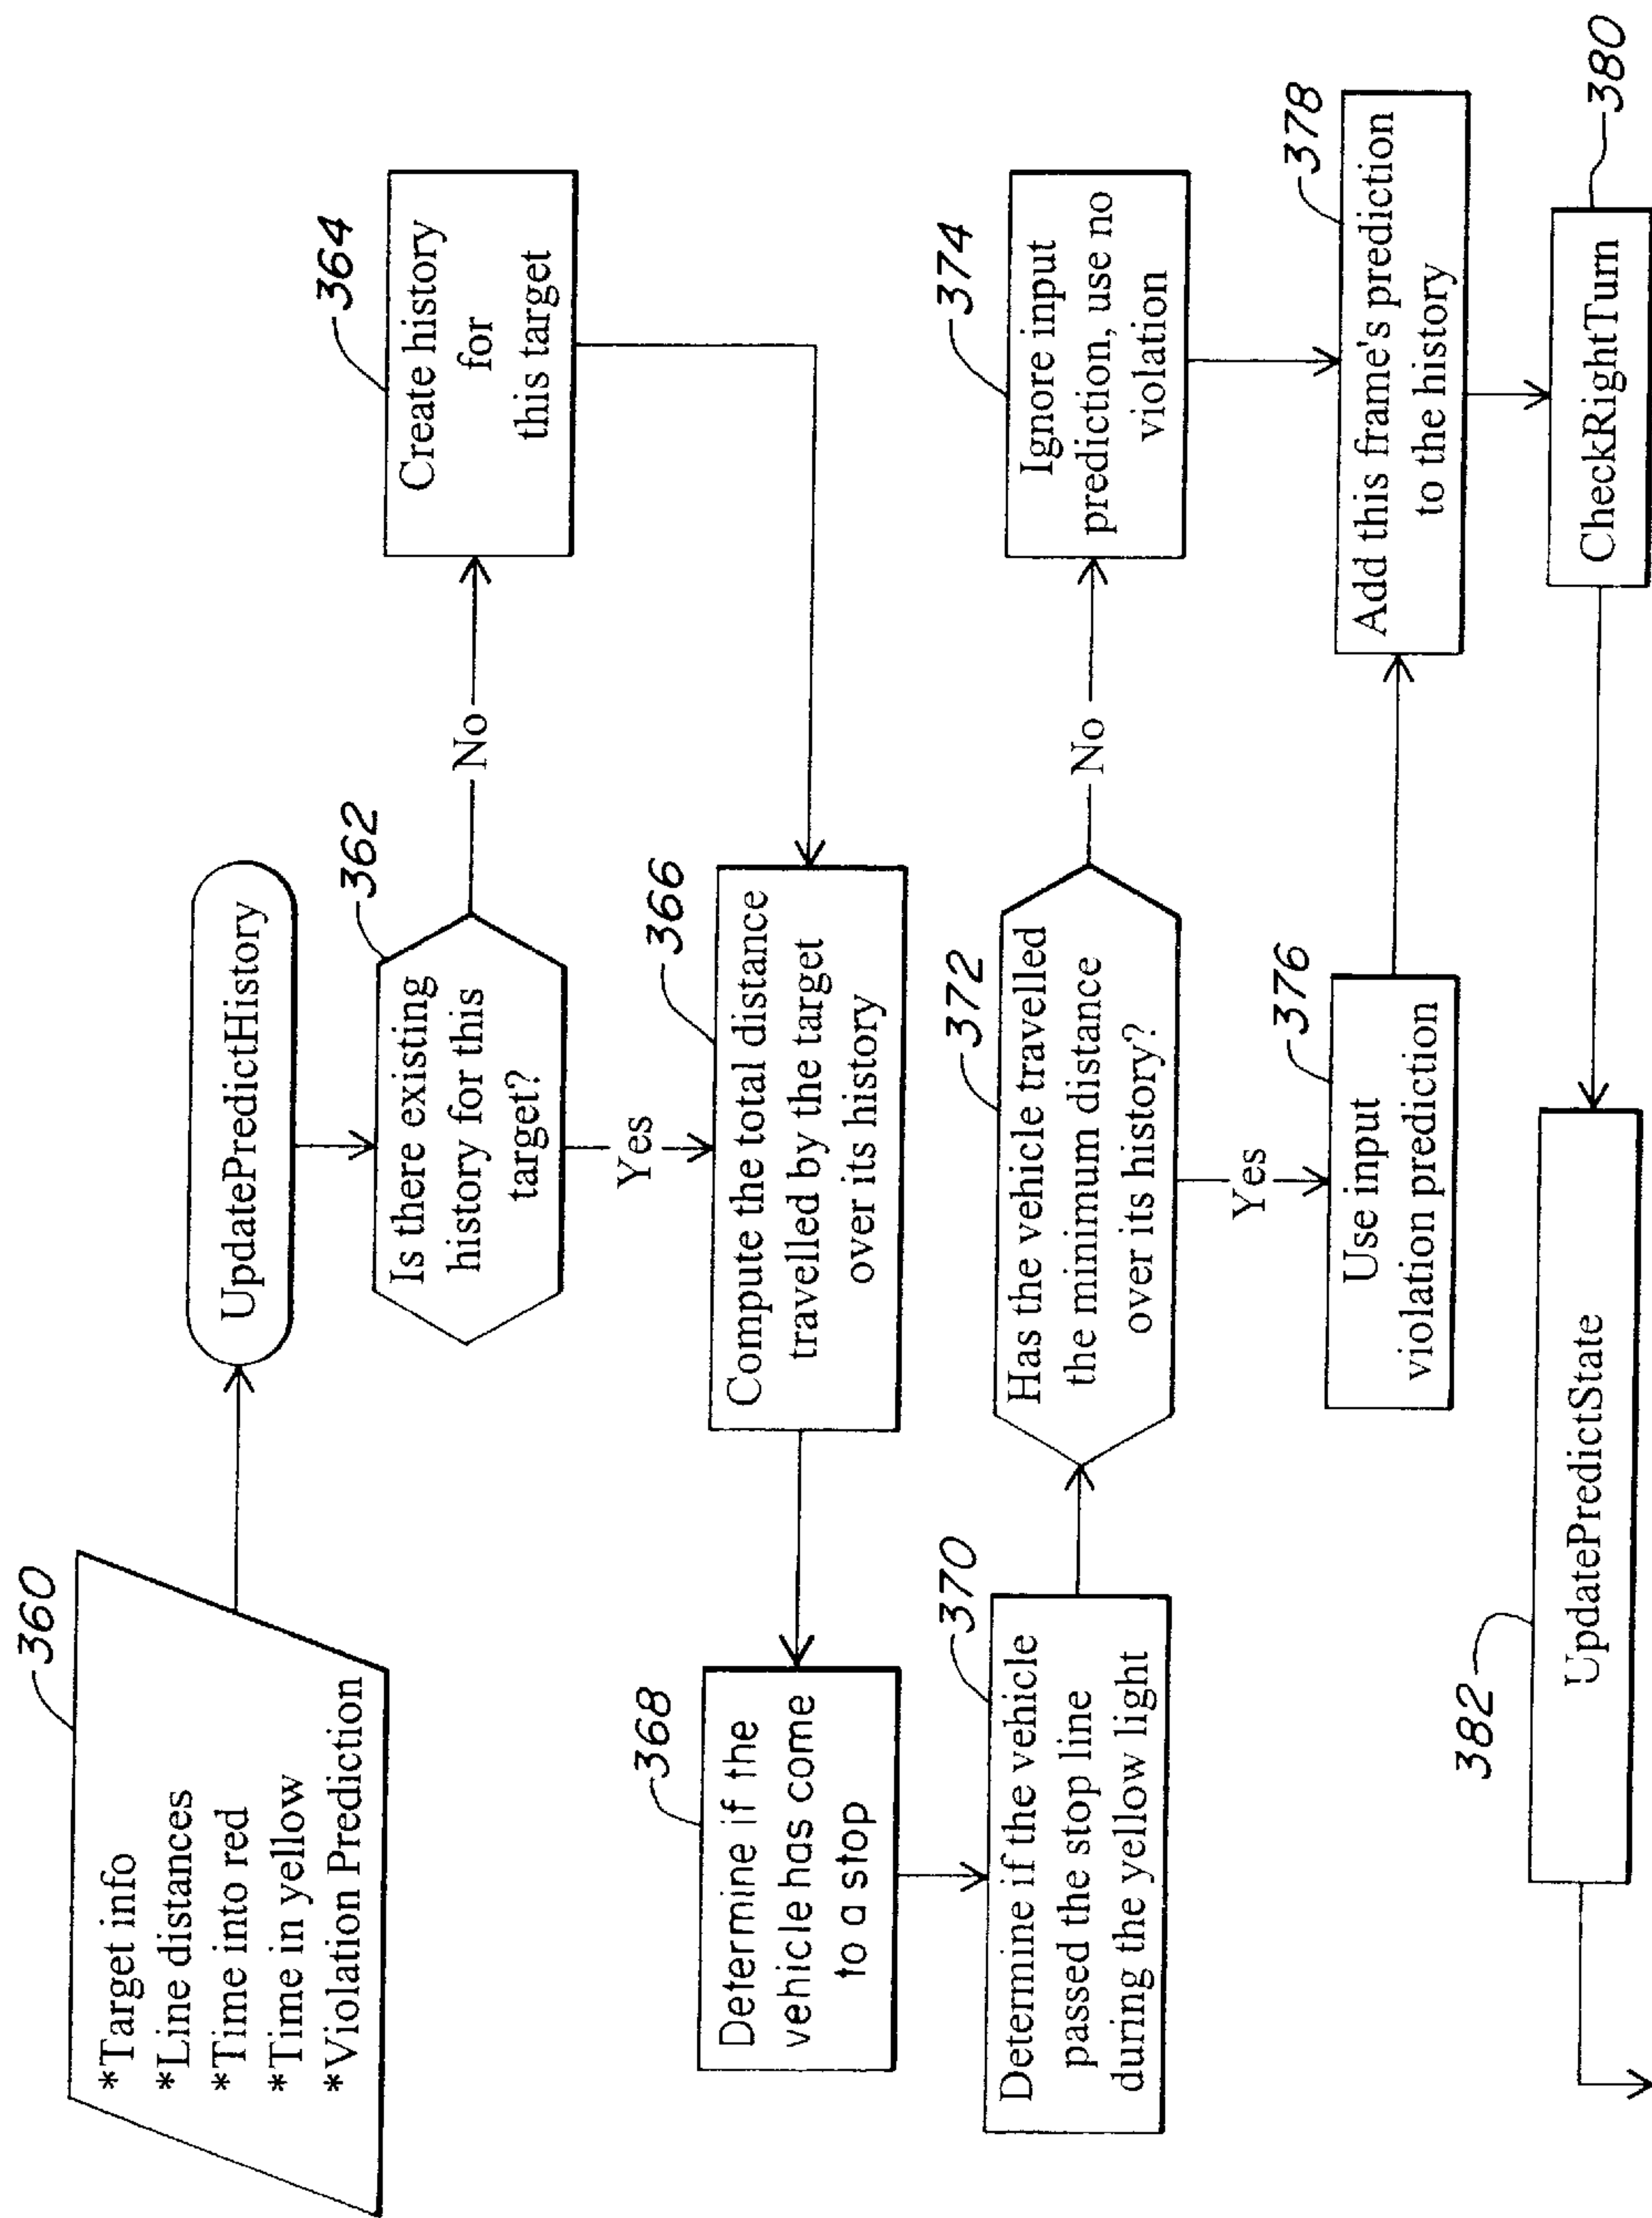 360
*Target info
*Line distances
*Time into red
*Time in yellow
*Violation Prediction
UpdatePredictHistory
362
Is there existing
history for this
target?
No
364
Create history
for
this target
Yes
366
Compute the total distance
travelled by the target
over its history
368
Determine if the
vehicle has come
to a stop
370
Determine if the vehicle
passed the stop line
during the yellow light
372
Has the vehicle travelled
the minimum distance
over its history?
No
374
Ignore input
prediction, use no
violation
Yes
376
Use input
violation prediction
378
Add this frame's prediction
to the history
380
CheckRightTurn
382
UpdatePredictState